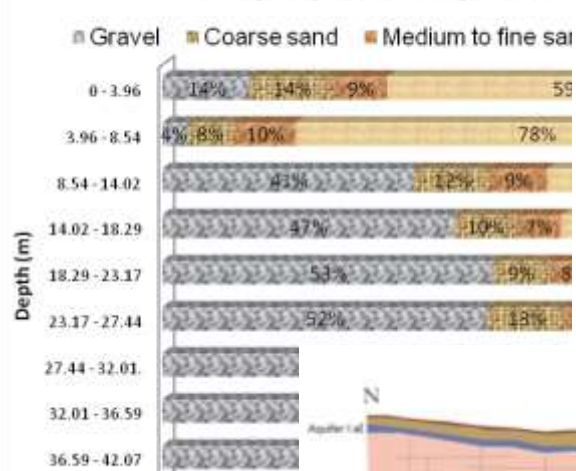 Gravel Coarse sand Medium to fine san
0 - 3.96 14% 14% 9% 59
3.96 - 8.54 4% 8% 10% 78%
8.54 - 14.02 41% 12% 9%
14.02 - 18.29 47% 10% 7%
18.29 - 23.17 53% 9% 8
23.17 - 27.44 52% 13%
27.44 - 32.01.
32.01 - 36.59
36.59 - 42.07
Depth (m)
N
Aquifer I